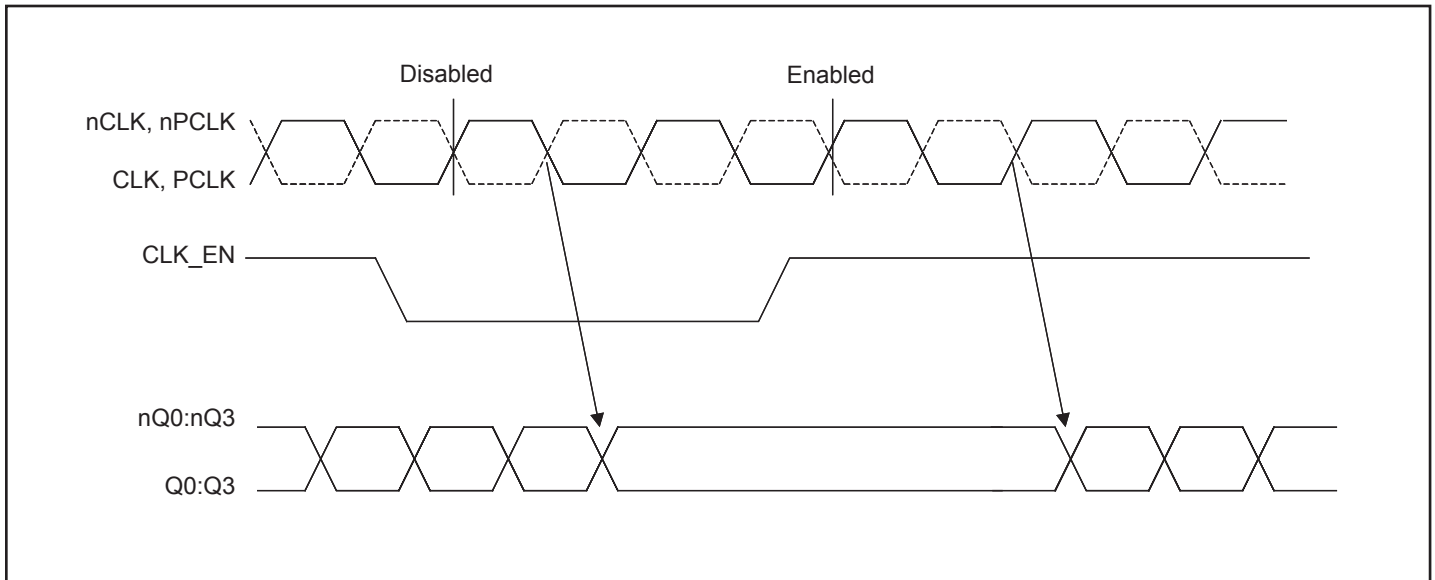 Disabled
Enabled
nCLK, nPCLK
CLK, PCLK
CLK_EN
nQ0:nQ3
Q0:Q3